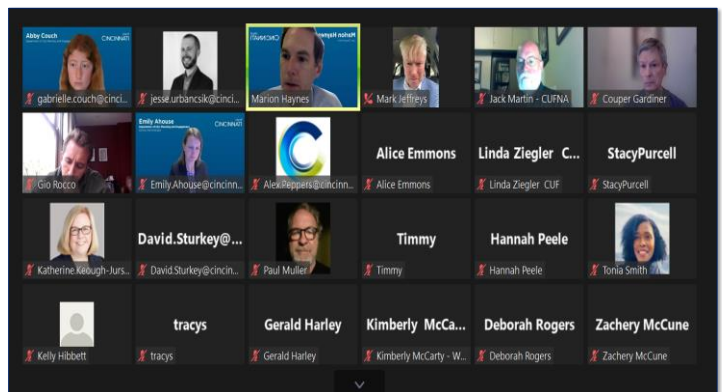 Abby Couch
CINCINNATI
gabrielle.couch@cinci...
jesse.urbancsik@cinci...
Marion Haynes
Mark Jeffreys
Jack Martin - CUFNA
Couper Gardiner
Gio Rocco
Emily Ahouse
CINCINNATI
Emily.Ahouse@cincinn...
Alex.Peppers@cincinn...
Alice Emmons
Alice Emmons
Linda Ziegler C...
Linda Ziegler CUF
StacyPurcell
StacyPurcell
Katherine Keough-Jurs...
David.Sturkey@...
David.Sturkey@cincin...
Paul Muller
Timmy
Timmy
Hannah Peele
Hannah Peele
Tonia Smith
Kelly Hibbett
tracys
tracys
Gerald Harley
Gerald Harley
Kimberly McCa...
Kimberly McCarty - W...
Deborah Rogers
Deborah Rogers
Zachery McCune
Zachery McCune